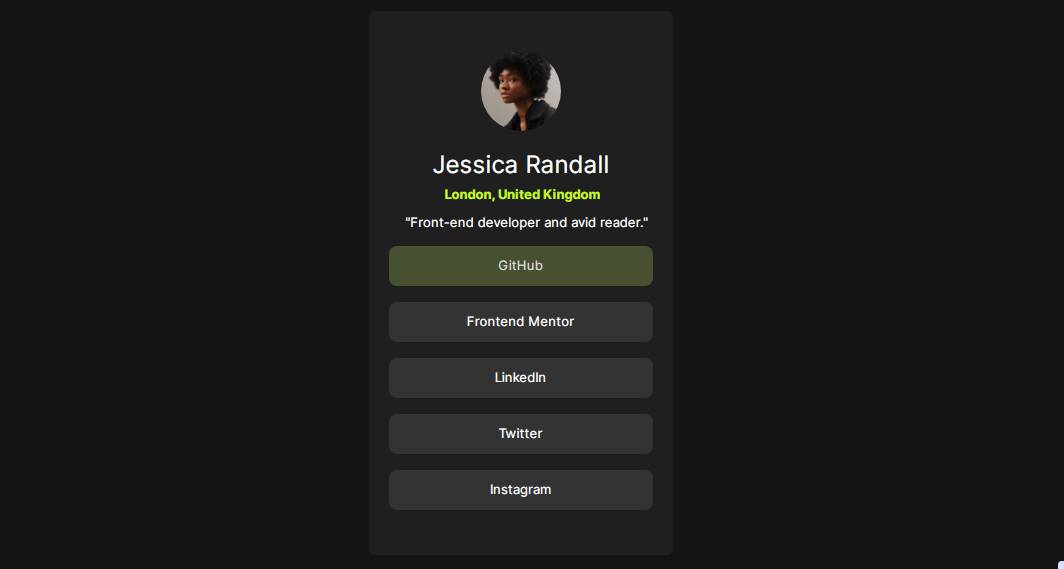 Jessica Randall
London, United Kingdom
"Front-end developer and avid reader."
GitHub
Frontend Mentor
LinkedIn
Twitter
Instagram